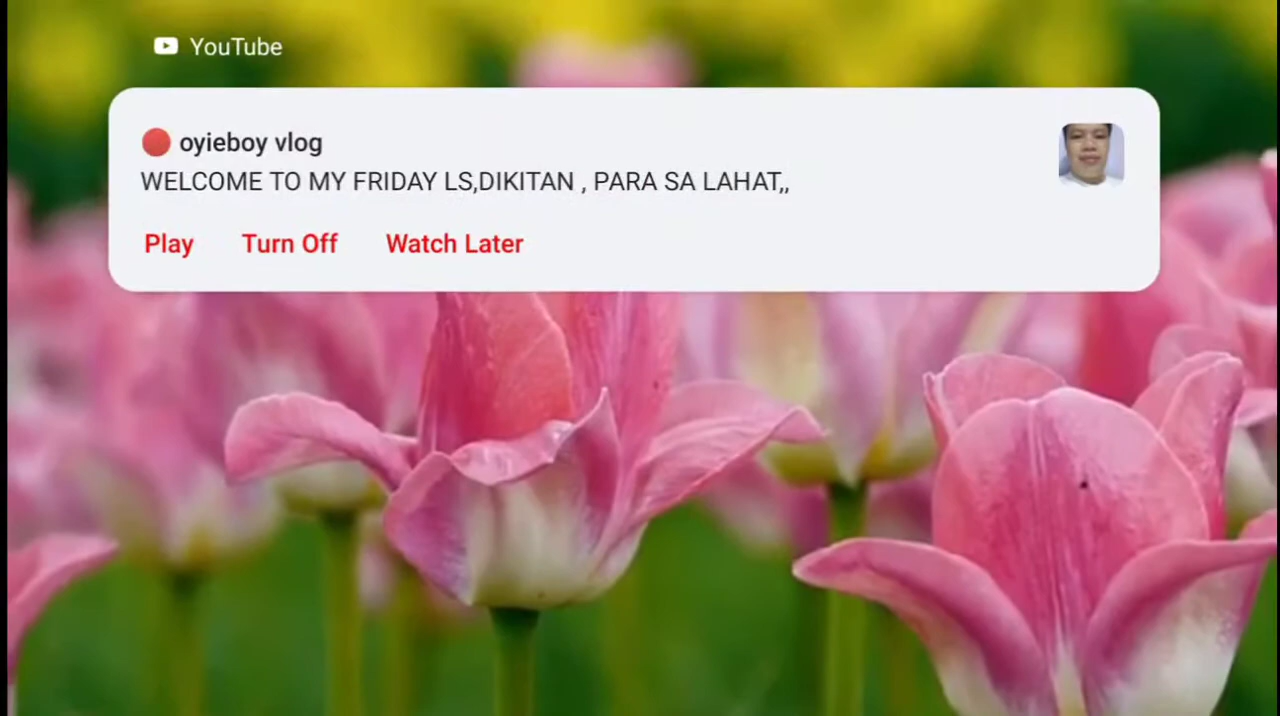 YouTube
🔴 oyieboy vlog
WELCOME TO MY FRIDAY LS,DIKITAN , PARA SA LAHAT,,
Play Turn Off Watch Later